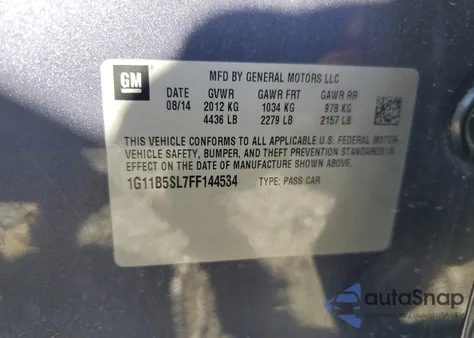 GM
MFD BY GENERAL MOTORS LLC
DATE GVWR GAWR FRT GAWR RR
08/14 2012 KG 1034 KG 978 KG
4436 LB 2279 LB 2157 LB
THIS VEHICLE CONFORMS TO ALL APPLICABLE U.S. FEDERAL MOTOR
VEHICLE SAFETY, BUMPER, AND THEFT PREVENTION STANDARDS IN
EFFECT ON THE DATE OF MANUFACTURE SHOWN ABOVE.
1G11B5SL7FF144534 TYPE: PASS CAR
autaSnap